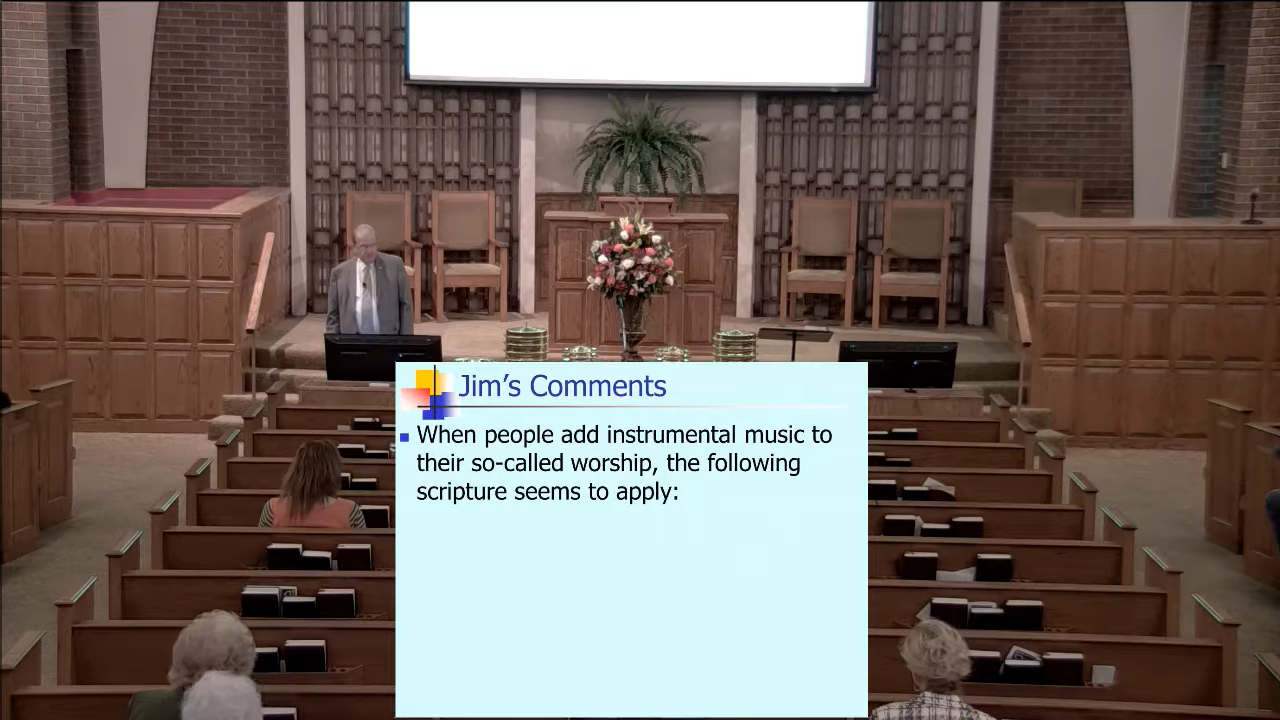 Jim's Comments
When people add instrumental music to
their so-called worship, the following
scripture seems to apply: